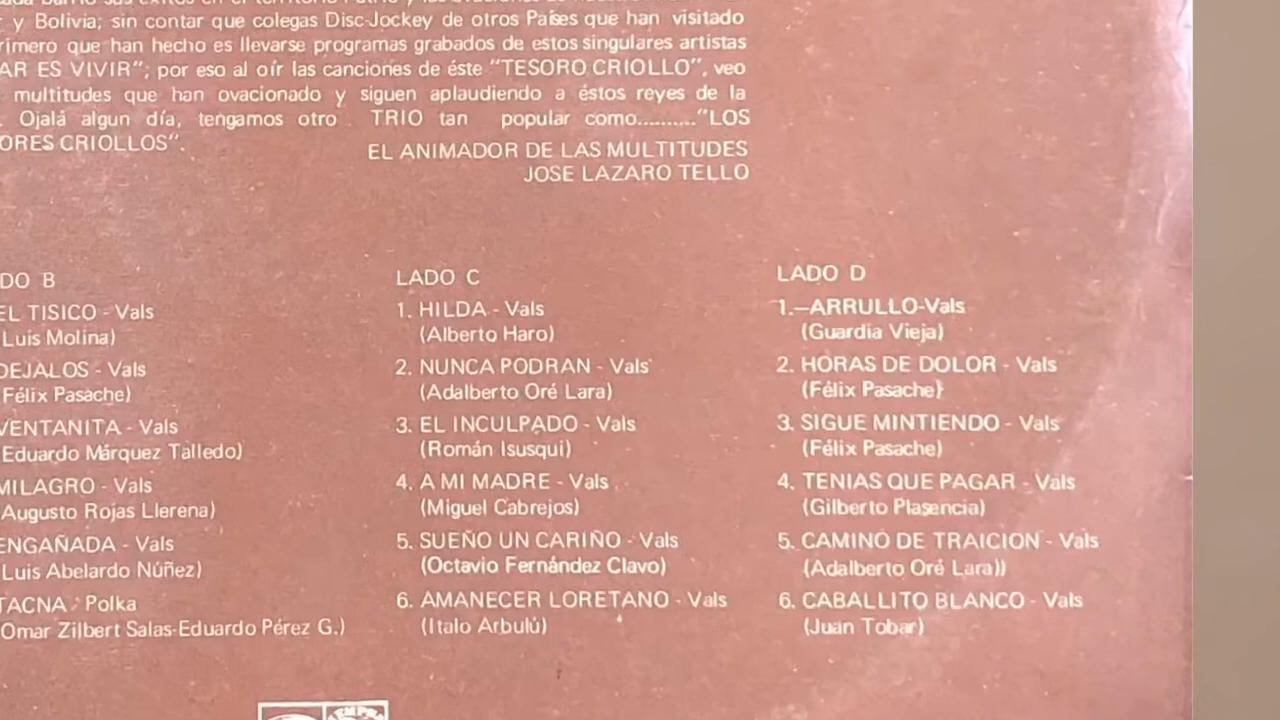 y Bolivia; sin contar que colegas Disc-Jockey de otros Países que han visitado
rimero que han hecho es llevarse programas grabados de estos singulares artistas
AR ES VIVIR"; por eso al oír las canciones de éste "TESORO CRIOLLO", veo
multitudes que han ovacionado y siguen aplaudiendo a éstos reyes de la
. Ojalá algun día, tengamos otro TRIO tan popular como.........."LOS
ORES CRIOLLOS".
EL ANIMADOR DE LAS MULTITUDES
JOSE LAZARO TELLO
DO B
EL TISICO - Vals
Luis Molina)
DEJALOS - Vals
Félix Pasache)
VENTANITA - Vals
Eduardo Márquez Talledo)
MILAGRO - Vals
Augusto Rojas Llerena)
ENGAÑADA - Vals
Luis Abelardo Núñez)
TACNA - Polka
Omar Zilbert Salas-Eduardo Pérez G.)
LADO C
1. HILDA - Vals
(Alberto Haro)
2. NUNCA PODRAN - Vals
(Adalberto Oré Lara)
3. EL INCULPADO - Vals
(Román Isusqui)
4. A MI MADRE - Vals
(Miguel Cabrejos)
5. SUEÑO UN CARIÑO - Vals
(Octavio Fernández Clavo)
6. AMANECER LORETANO - Vals
(Italo Arbulú)
LADO D
1.—ARRULLO-Vals
(Guardia Vieja)
2. HORAS DE DOLOR - Vals
(Félix Pasache)
3. SIGUE MINTIENDO - Vals
(Félix Pasache)
4. TENIAS QUE PAGAR - Vals
(Gilberto Plasencia)
5. CAMINO DE TRAICION - Vals
(Adalberto Oré Lara))
6. CABALLITO BLANCO - Vals
(Juan Tobar)